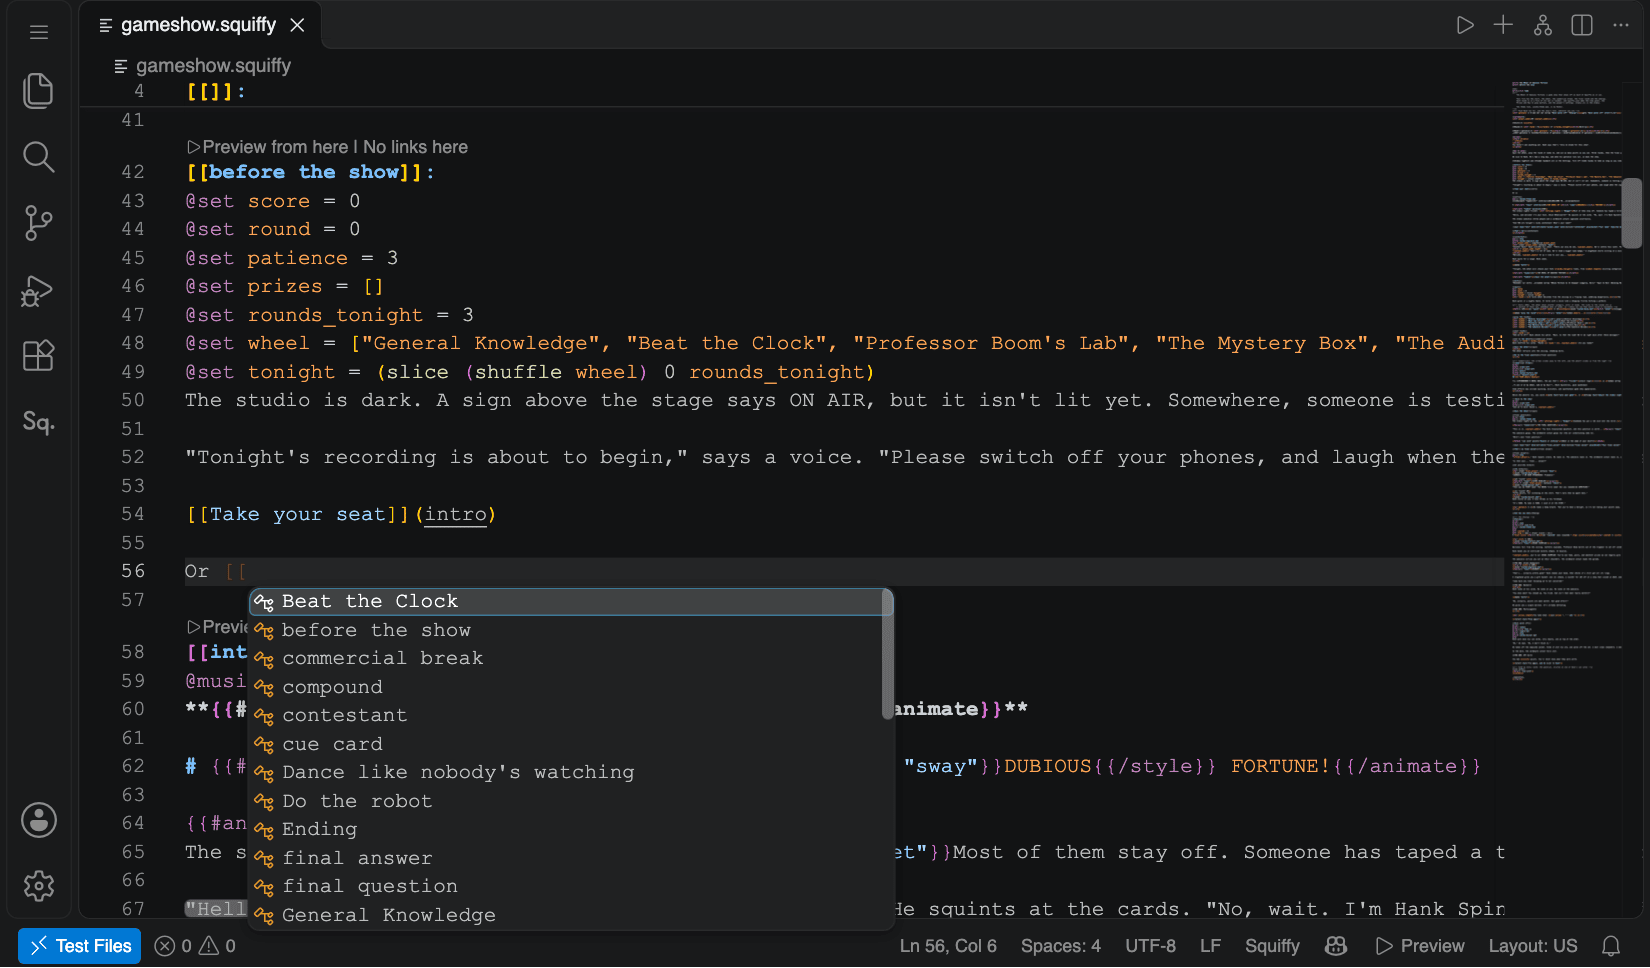 gameshow.squiffy
gameshow.squiffy
4 [[]]:
41
Preview from here | No links here
42 [[before the show]]:
43 @set score = 0
44 @set round = 0
45 @set patience = 3
46 @set prizes = []
47 @set rounds_tonight = 3
48 @set wheel = ["General Knowledge", "Beat the Clock", "Professor Boom's Lab", "The Mystery Box", "The Audi
49 @set tonight = (slice (shuffle wheel) 0 rounds_tonight)
50 The studio is dark. A sign above the stage says ON AIR, but it isn't lit yet. Somewhere, someone is testi
51
52 "Tonight's recording is about to begin," says a voice. "Please switch off your phones, and laugh when the
53
54 [[Take your seat]](intro)
55
56 Or [[
57
Beat the Clock
before the show
commercial break
compound
contestant
cue card
Dance like nobody's watching
Do the robot
Ending
final answer
final question
General Knowledge
Previe
58 [[int
59 @musi
60 **{{# animate}}**
61
62 # {{# "sway"}}DUBIOUS{{/style}} FORTUNE!{{/animate}}
63
64 {{#an
65 The s et"}}Most of them stay off. Someone has taped a t
66
67 "Hell He squints at the cards. "No, wait. I'm Hank Spin
Sq.
Test Files 0 0 Ln 56, Col 6 Spaces: 4 UTF-8 LF Squiffy Preview Layout: US